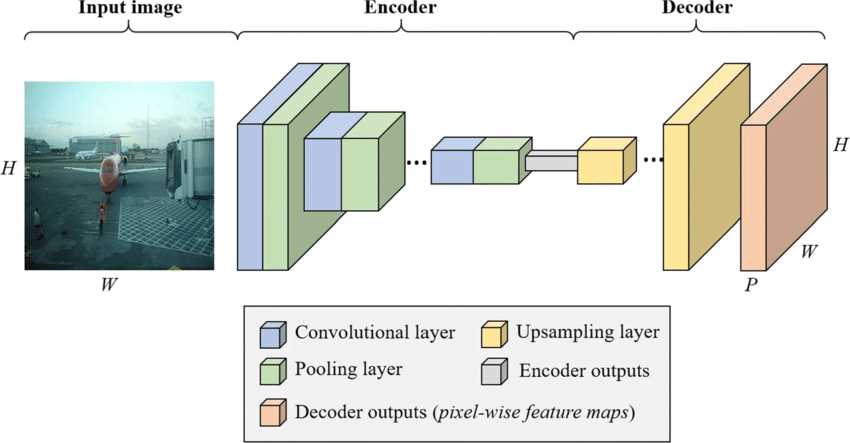 Input image
Encoder
Decoder
H
W
...
...
H
W
P
Convolutional layer
Upsampling layer
Pooling layer
Encoder outputs
Decoder outputs (pixel-wise feature maps)